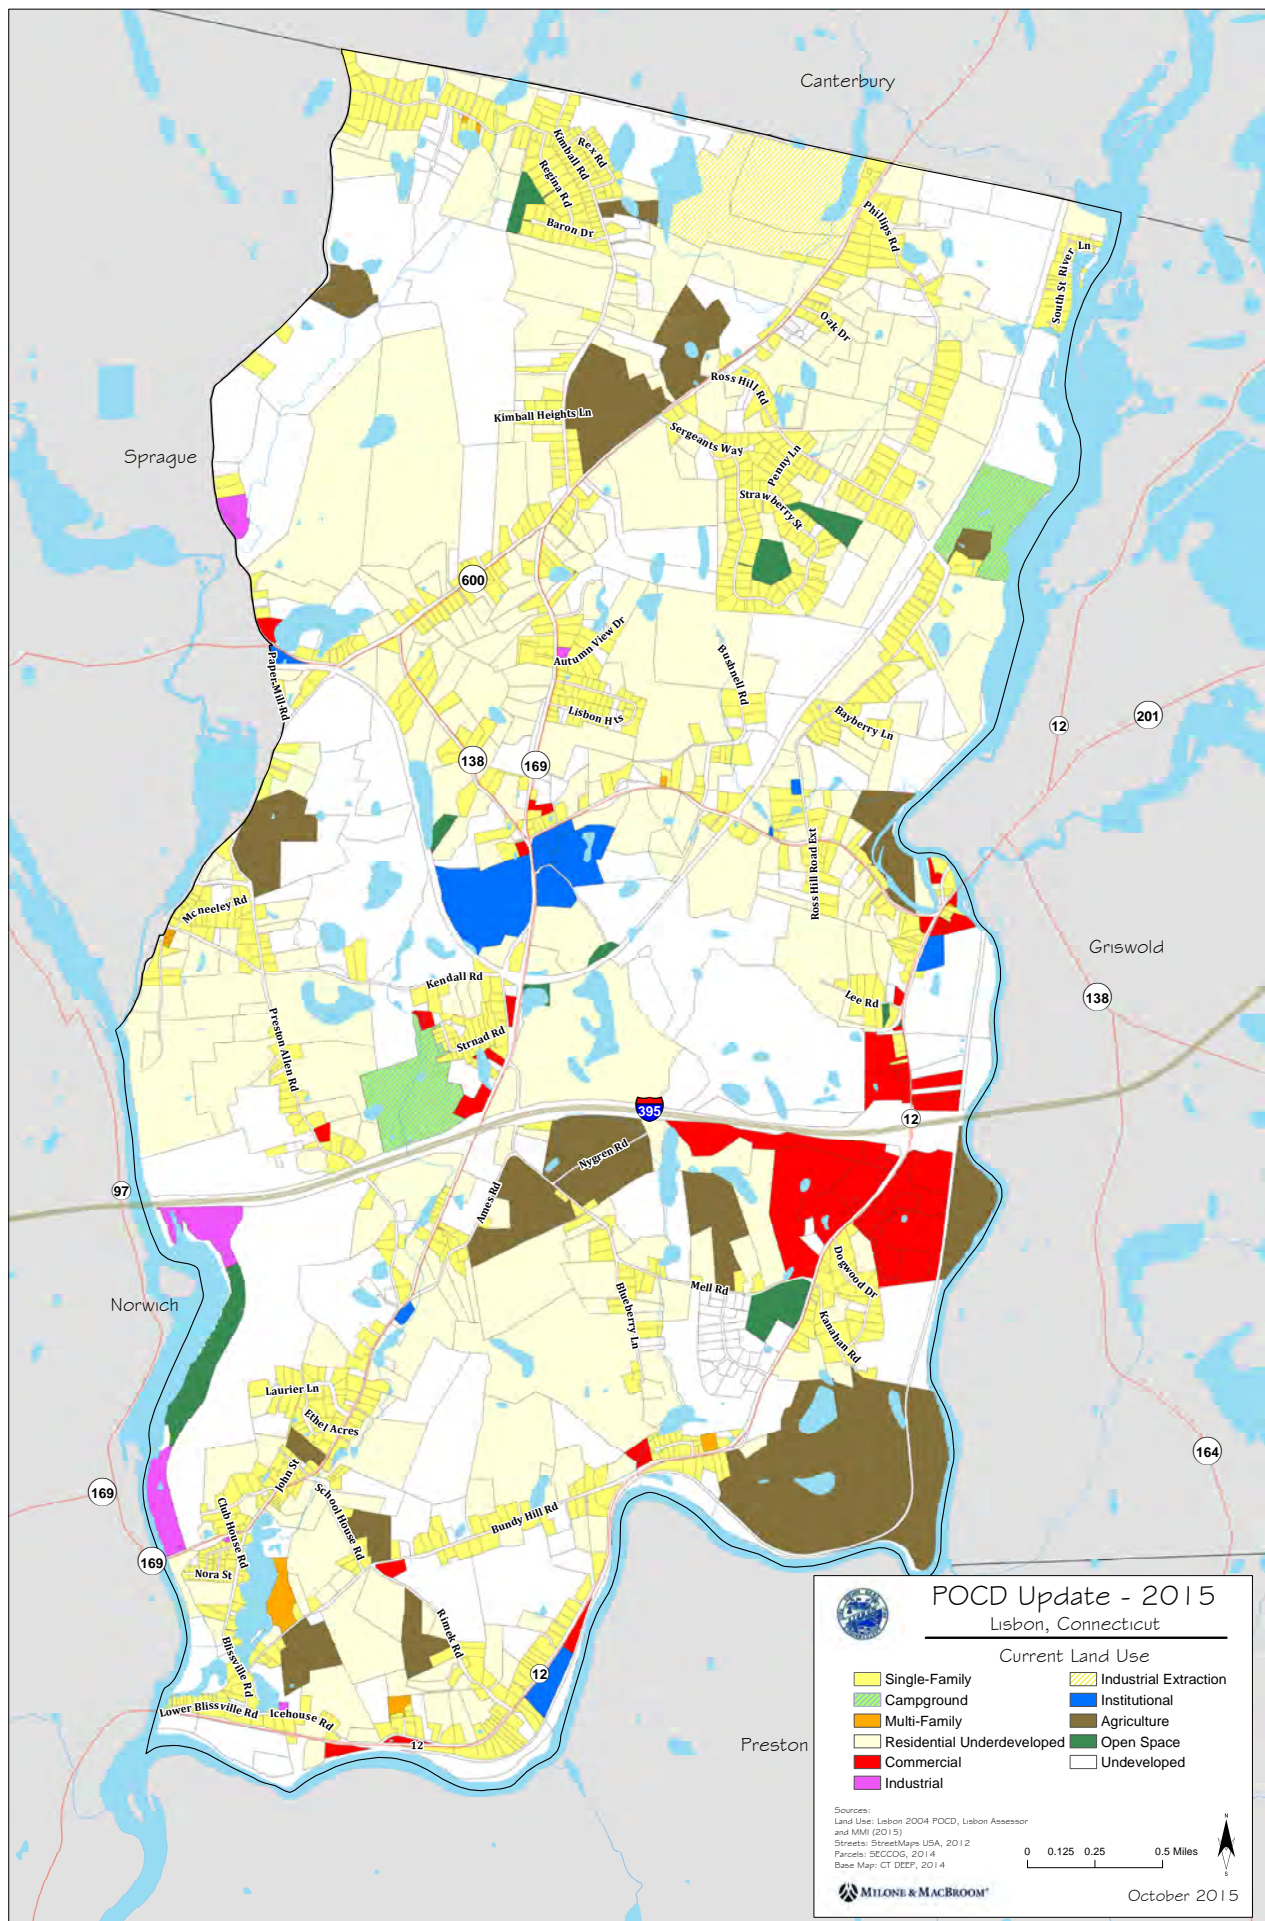 Canterbury
Rex Rd
Kimball Rd
Regina Rd
Baron Dr
Phillips Rd
South St River
Ln
Oak Dr
Ross Hill Rd
Kimball Heights Ln
Sergeants Way
Sprague
Penny Ln
Strawberry St
600
Autumn View Dr
Paper Mill Rd
Bushnell Rd
Lisbon Hts
Bayberry Ln
201
12
138
169
Ross Hill Road Ext
Mcneeley Rd
Griswold
Kendall Rd
138
Lee Rd
Preston Allen Rd
Strnad Rd
395
12
Nygren Rd
97
Ames Rd
Dogwood Dr
Mell Rd
Norwich
Blueberry Ln
Kanahan Rd
Laurier Ln
Ethel Acres
164
John St
169
School House Rd
Club House Rd
Bundy Hill Rd
169
Nora St
Rimek Rd
Blissville Rd
12
Lower Blissville Rd
Icehouse Rd
12
Preston
POCD Update - 2015
Lisbon, Connecticut
Current Land Use
Single-Family
Campground
Multi-Family
Residential Underdeveloped
Commercial
Industrial
Industrial Extraction
Institutional
Agriculture
Open Space
Undeveloped
Sources:
Land Use: Lisbon 2004 POCD, Lisbon Assessor
and MMI (2015)
Streets: StreetMaps USA, 2012
Parcels: SECCOG, 2014
Base Map: CT DEEP, 2014
0 0.125 0.25 0.5 Miles
N
S
MILONE & MACBROOM®
October 2015